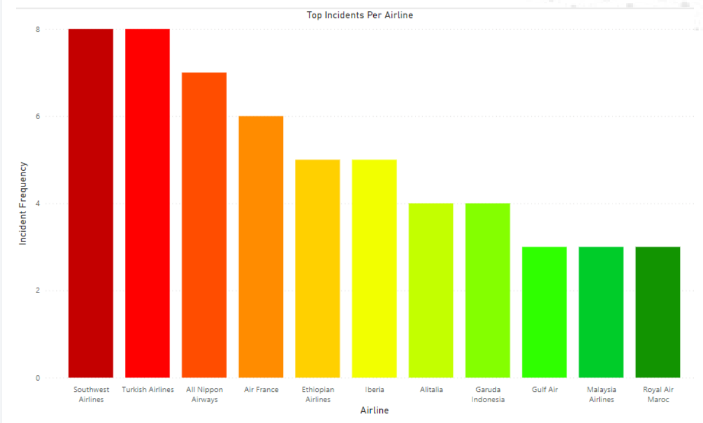 Top Incidents Per Airline
8
6
4
2
0
Incident Frequency
Southwest
Airlines
Turkish Airlines
All Nippon
Airways
Air France
Ethiopian
Airlines
Iberia
Alitalia
Garuda
Indonesia
Gulf Air
Malaysia
Airlines
Royal Air
Maroc
Airline